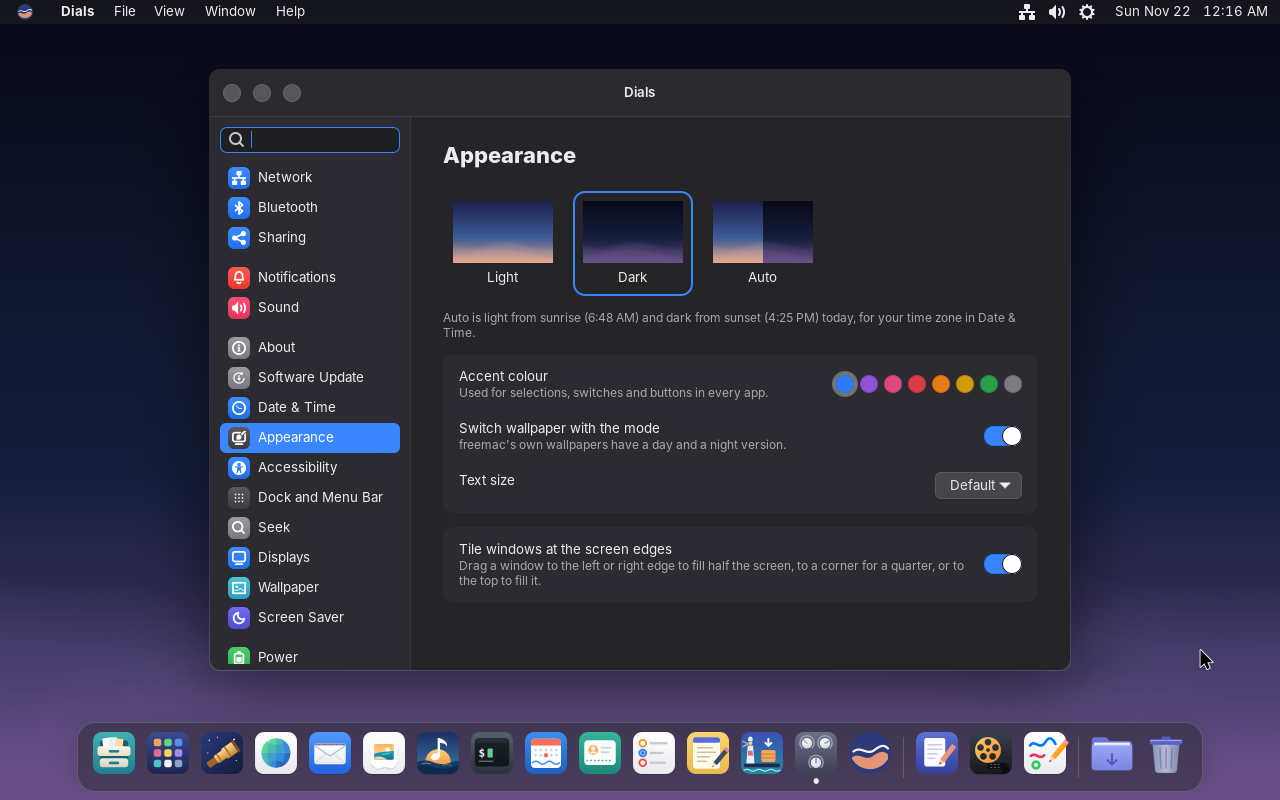 Dials File View Window Help Sun Nov 22 12:16 AM
Dials
Network
Bluetooth
Sharing
Notifications
Sound
About
Software Update
Date & Time
Appearance
Accessibility
Dock and Menu Bar
Seek
Displays
Wallpaper
Screen Saver
Power
Appearance
Light Dark Auto
Auto is light from sunrise (6:48 AM) and dark from sunset (4:25 PM) today, for your time zone in Date &
Time.
Accent colour
Used for selections, switches and buttons in every app.
Switch wallpaper with the mode
freemac's own wallpapers have a day and a night version.
Text size Default
Tile windows at the screen edges
Drag a window to the left or right edge to fill half the screen, to a corner for a quarter, or to
the top to fill it.
$